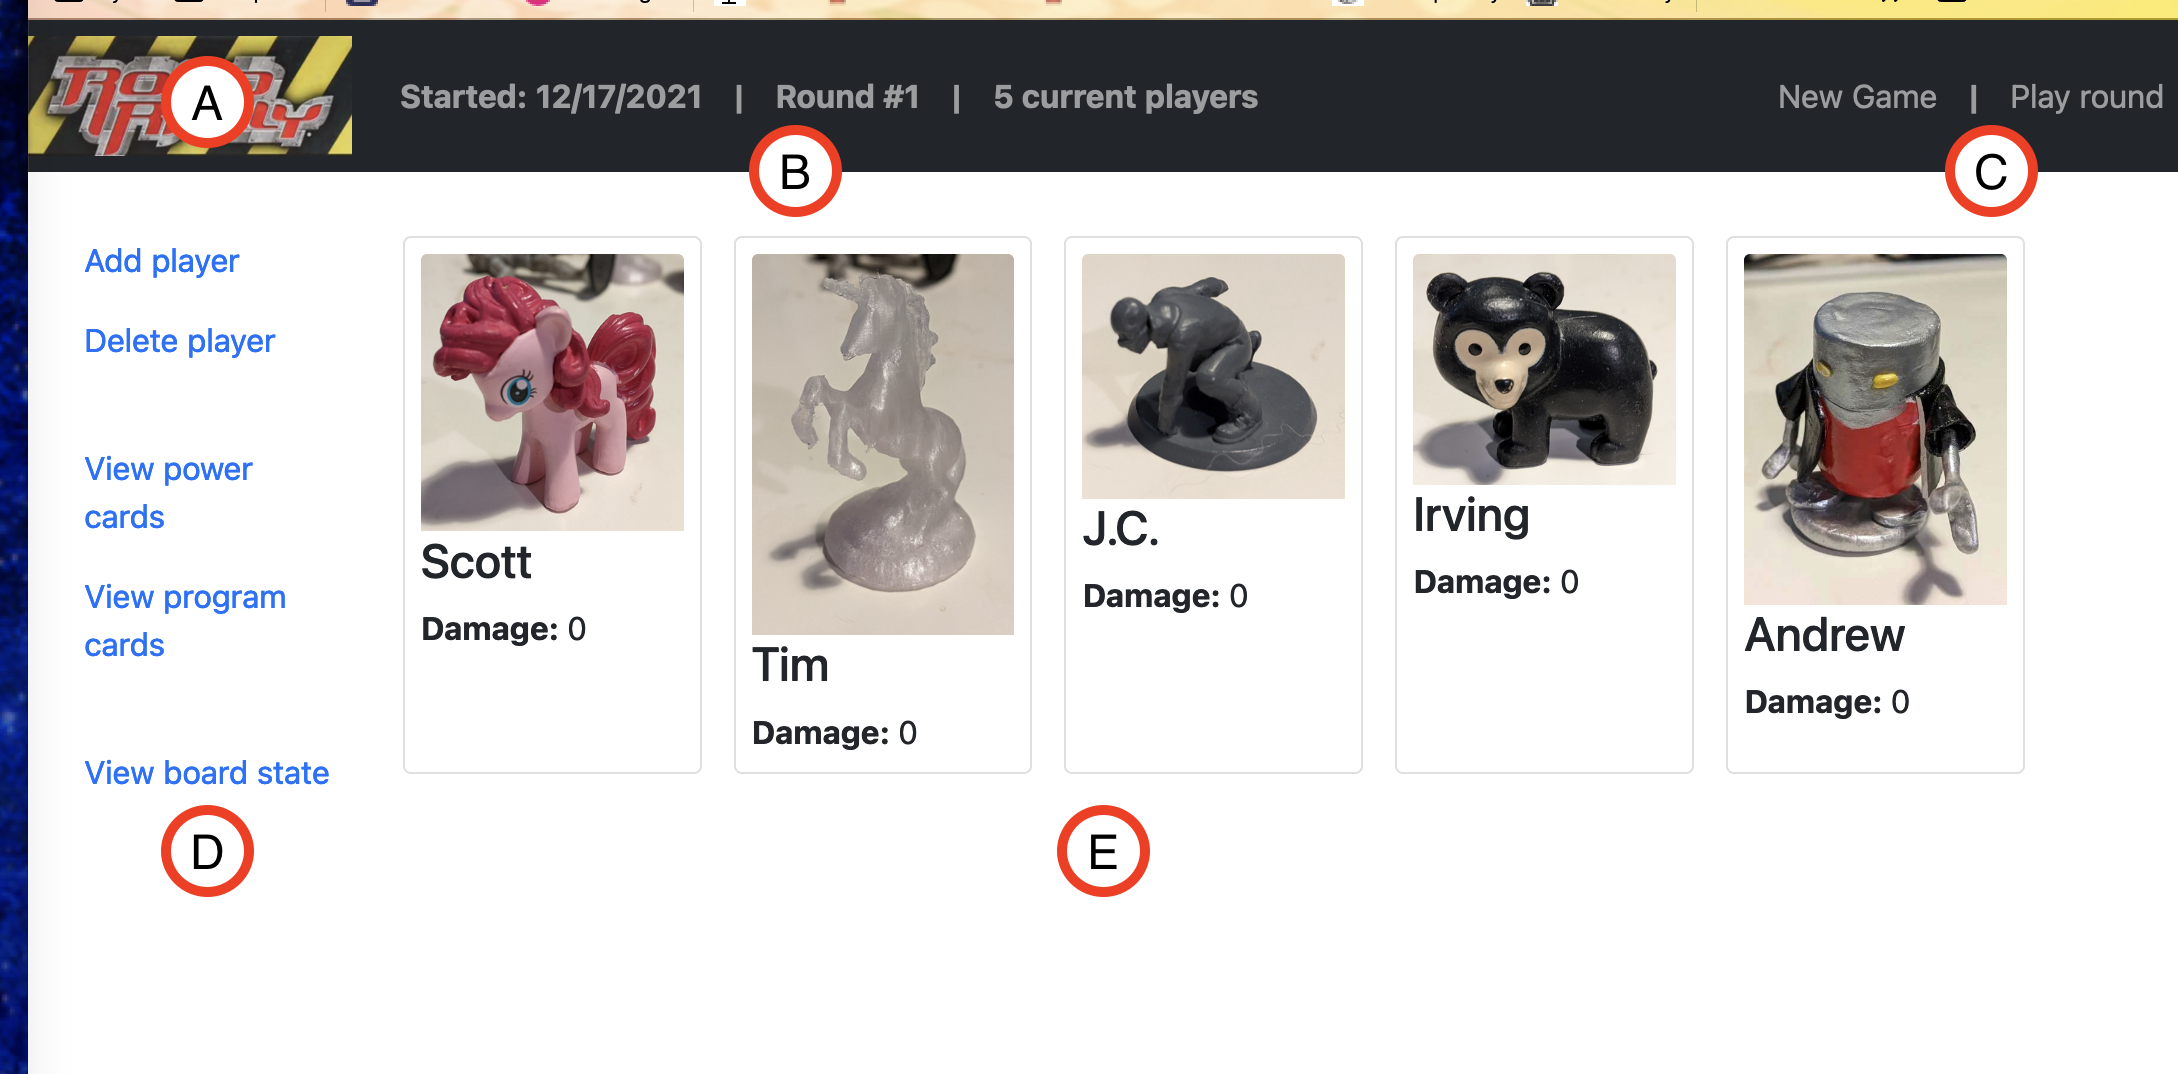 ROBO RALLY
A
Started: 12/17/2021 | Round #1 | 5 current players
New Game | Play round
B
C
Add player
Delete player
View power
cards
View program
cards
View board state
Scott
Damage: 0
Tim
Damage: 0
J.C.
Damage: 0
Irving
Damage: 0
Andrew
Damage: 0
D
E